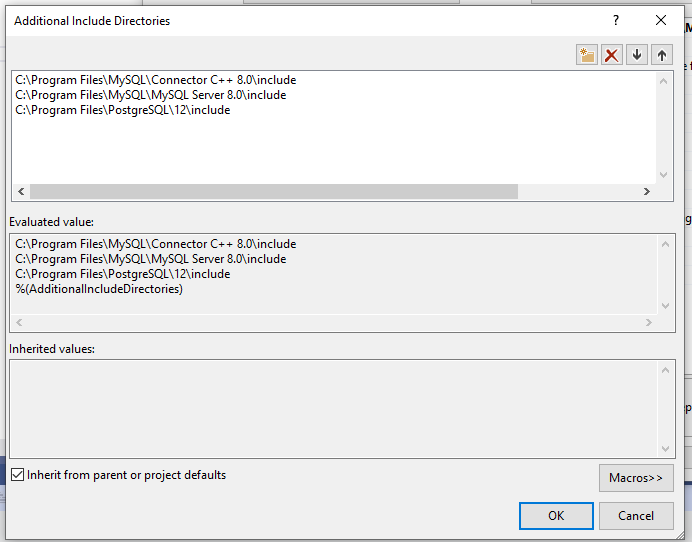 Additional Include Directories
C:\Program Files\MySQL\Connector C++ 8.0\include
C:\Program Files\MySQL\MySQL Server 8.0\include
C:\Program Files\PostgreSQL\12\include
Evaluated value:
C:\Program Files\MySQL\Connector C++ 8.0\include
C:\Program Files\MySQL\MySQL Server 8.0\include
C:\Program Files\PostgreSQL\12\include
%(AdditionalIncludeDirectories)
Inherited values:
Inherit from parent or project defaults
Macros>>
OK
Cancel